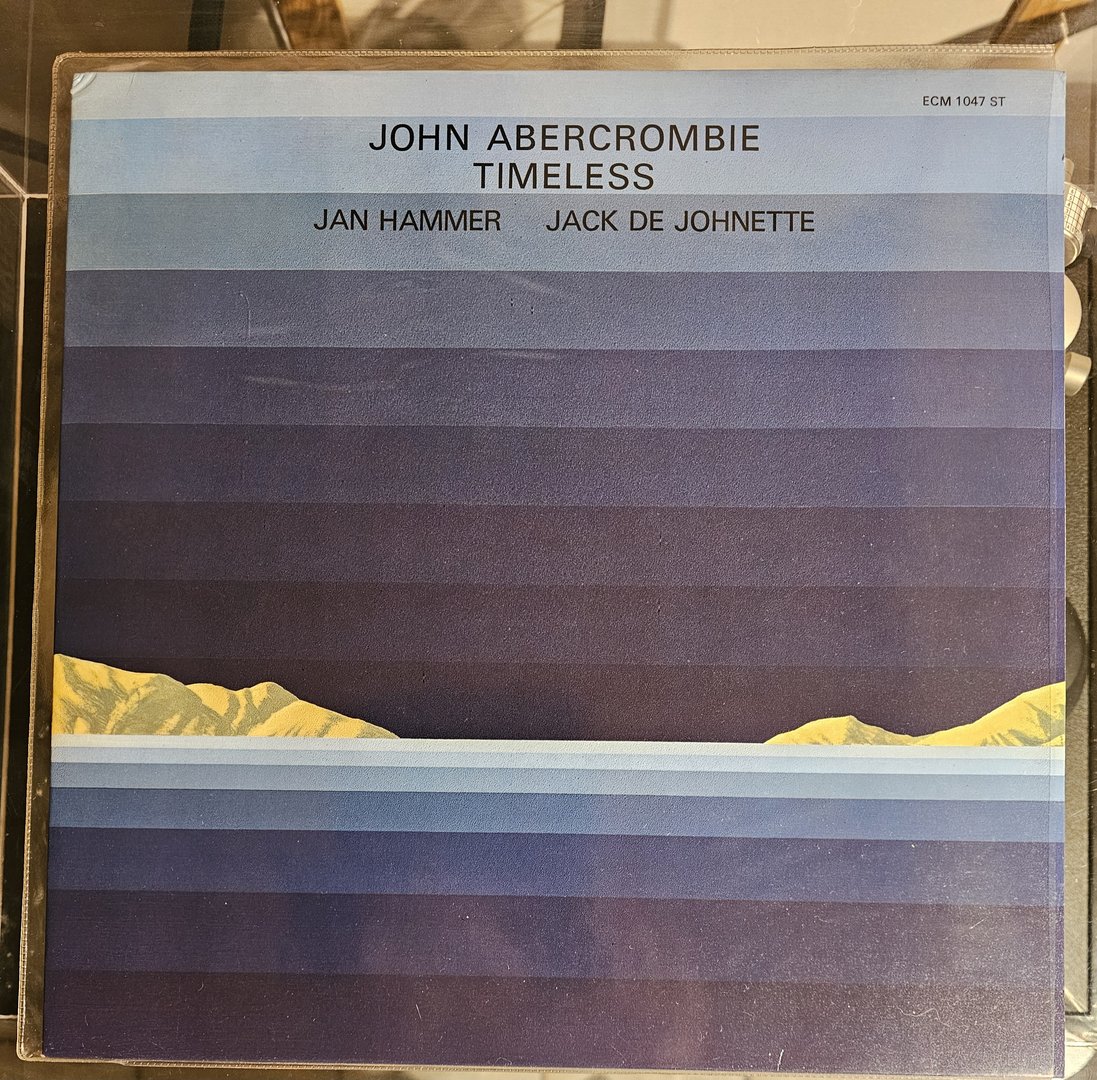 ECM 1047 ST
JOHN ABERCROMBIE
TIMELESS
JAN HAMMER JACK DE JOHNETTE